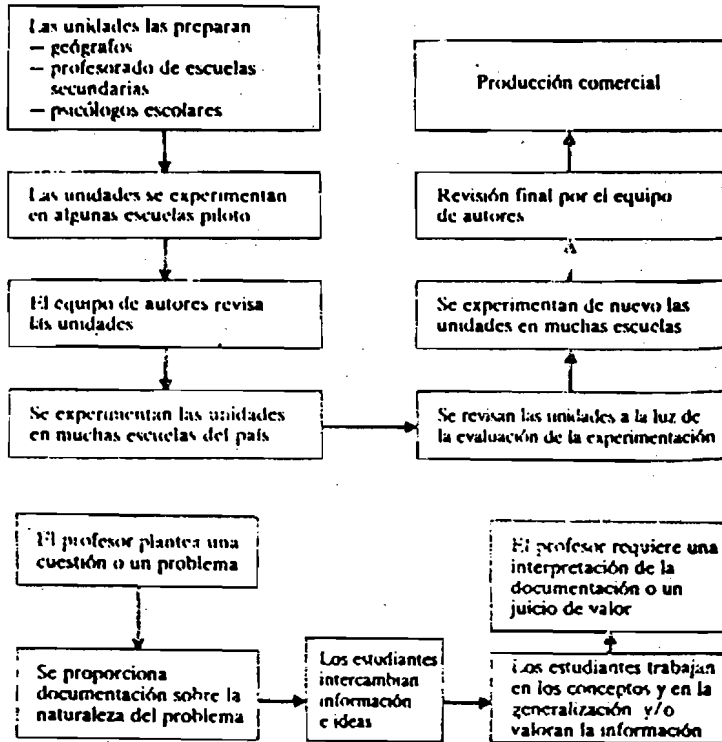 Las unidades las preparan
– geógrafos
– profesorado de escuelas
secundarias
– psicólogos escolares
Las unidades se experimentan
en algunas escuelas piloto
El equipo de autores revisa
las unidades
Se experimentan las unidades
en muchas escuelas del país
Se revisan las unidades a la luz de
la evaluación de la experimentación
Se experimentan de nuevo las
unidades en muchas escuelas
Revisión final por el equipo
de autores
Producción comercial
El profesor plantea una
cuestión o un problema
Se proporciona
documentación sobre la
naturaleza del problema
Los estudiantes
intercambian
información
e ideas
Los estudiantes trabajan
en los conceptos y en la
generalización y/o
valoran la información
El profesor requiere una
interpretación de la
documentación o un
juicio de valor